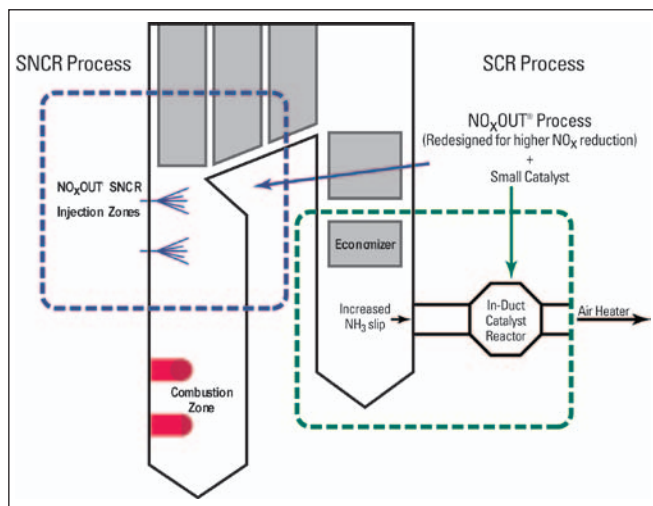 SNCR Process
SCR Process
NOXOUT® Process
(Redesigned for higher NOX reduction)
+
Small Catalyst
NOXOUT® SNCR
Injection Zones
Economizer
Increased
NH3 slip
In-Duct
Catalyst
Reactor
Air Heater
Combustion
Zone